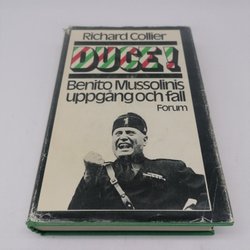 Richard Collier
DUCE!
Benito Mussolinis
uppgång och fall
Forum